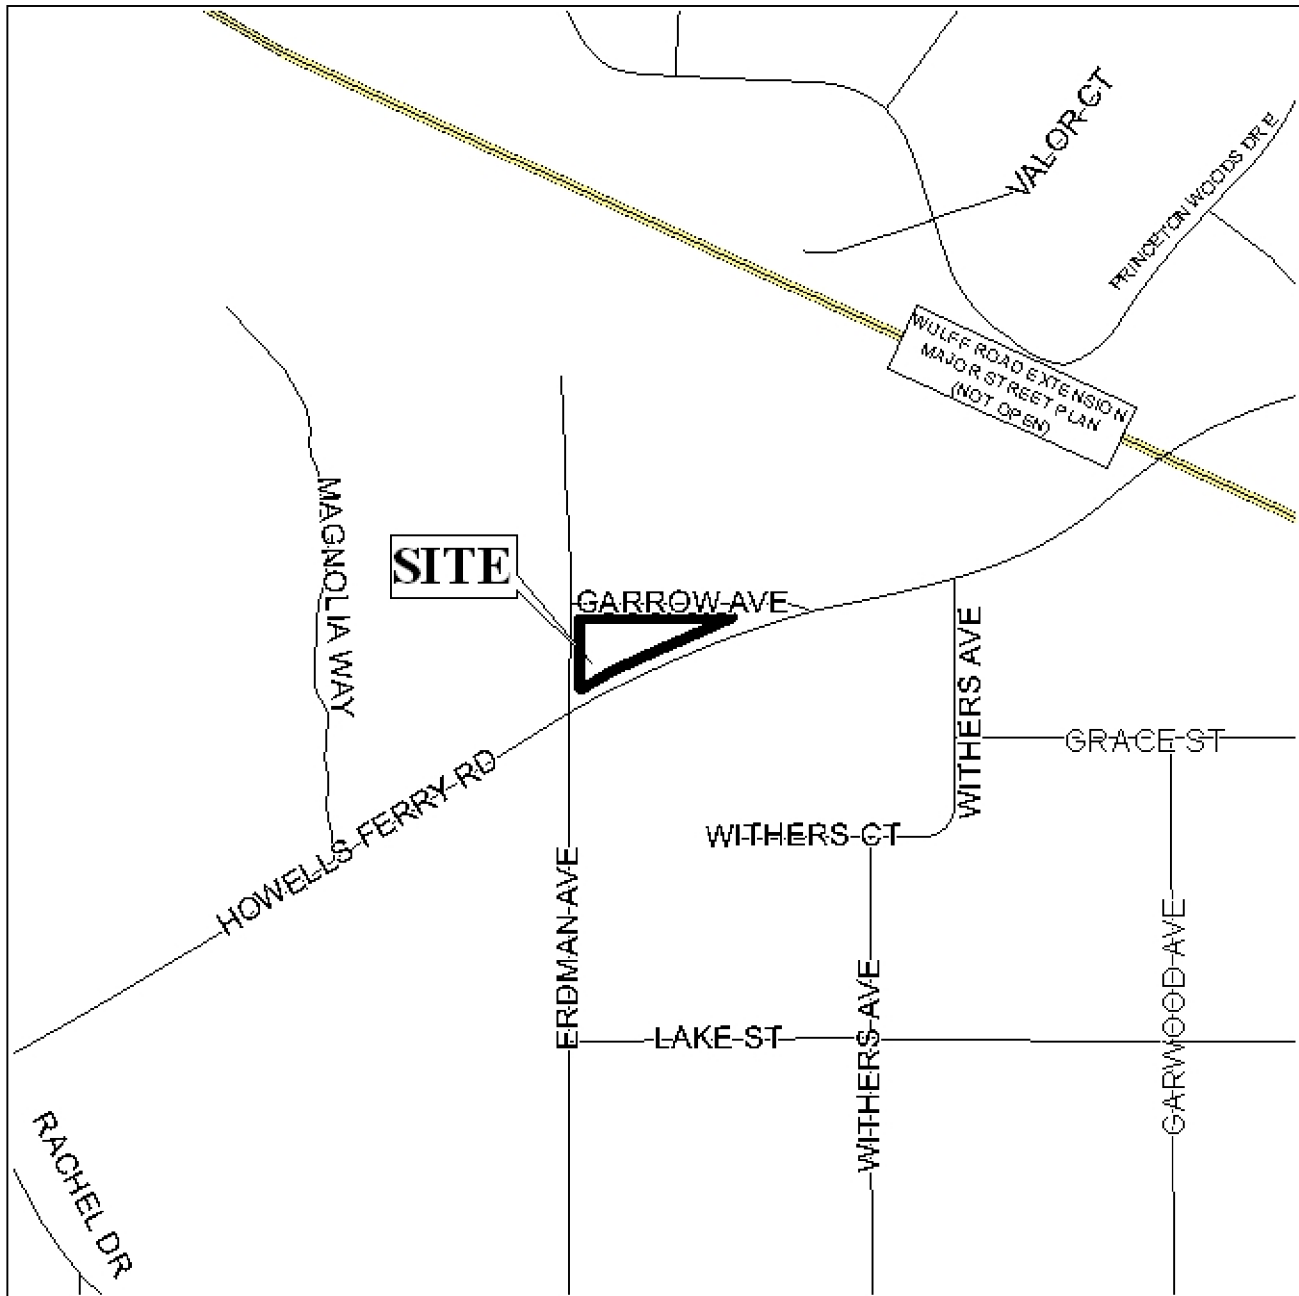 VALOR CT
PRINCETON WOODS DR E
WULFF ROAD EXTENSION
MAJOR STREET PLAN
(NOT OPEN)
MAGNOLIA WAY
SITE
GARROW AVE
WITHERS AVE
GRACE ST
HOWELLS FERRY RD
WITHERS CT
ERDMAN AVE
GARWOOD AVE
LAKE ST
WITHERS AVE
RACHEL DR